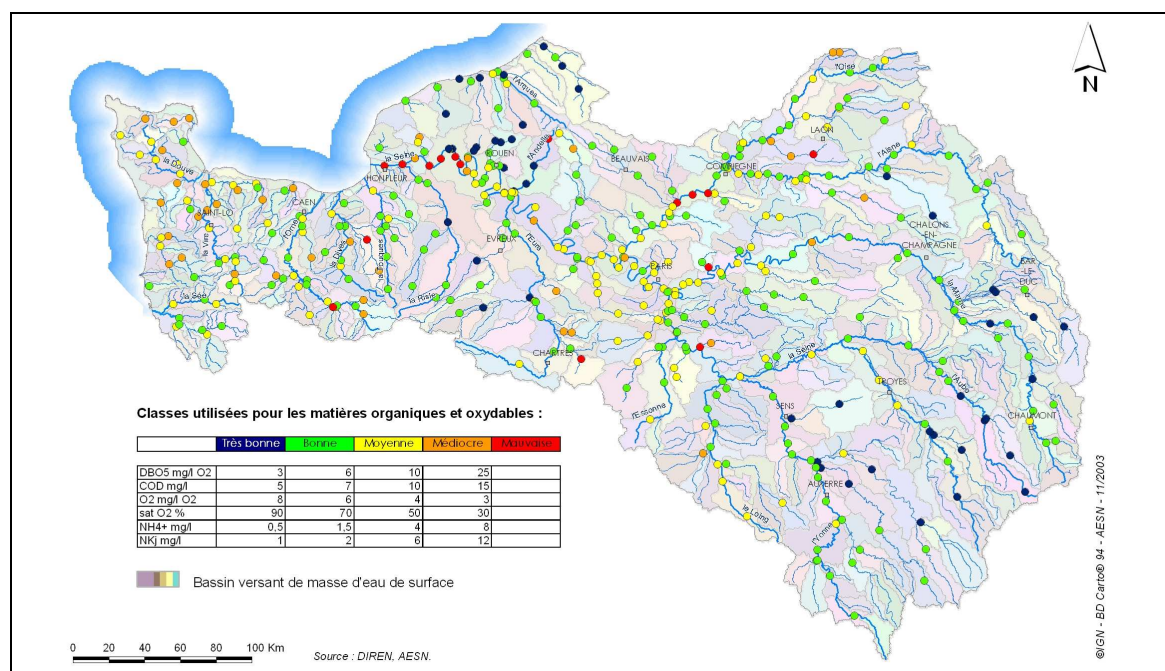 N
l'Oise
l'Arques
LAON
l'Aisne
la Seine
ROUEN
l'Andelle
BEAUVAIS
COMPIEGNE
HONFLEUR
la Douve
SAINT-LO
CAEN
CHALONS
-EN-
CHAMPAGNE
l'Orne
la Vire
la Dives
la Touques
EVREUX
l'Eure
PARIS
BAR
-LE-
DUC
la Sée
la Risle
la Marne
CHARTRES
la Seine
TROYES
l'Aube
l'Essonne
SENS
CHAUMONT
AUXERRE
le Loing
l'Yonne
Classes utilisées pour les matières organiques et oxydables :
Très bonne Bonne Moyenne Médiocre Mauvaise
DBO5 mg/l O2 3 6 10 25
COD mg/l 5 7 10 15
O2 mg/l O2 8 6 4 3
sat O2 % 90 70 50 30
NH4+ mg/l 0,5 1,5 4 8
NKj mg/l 1 2 6 12
Bassin versant de masse d'eau de surface
0 20 40 60 80 100 Km
Source : DIREN, AESN.
©IGN - BD Carto® 94 - AESN - 11/2003